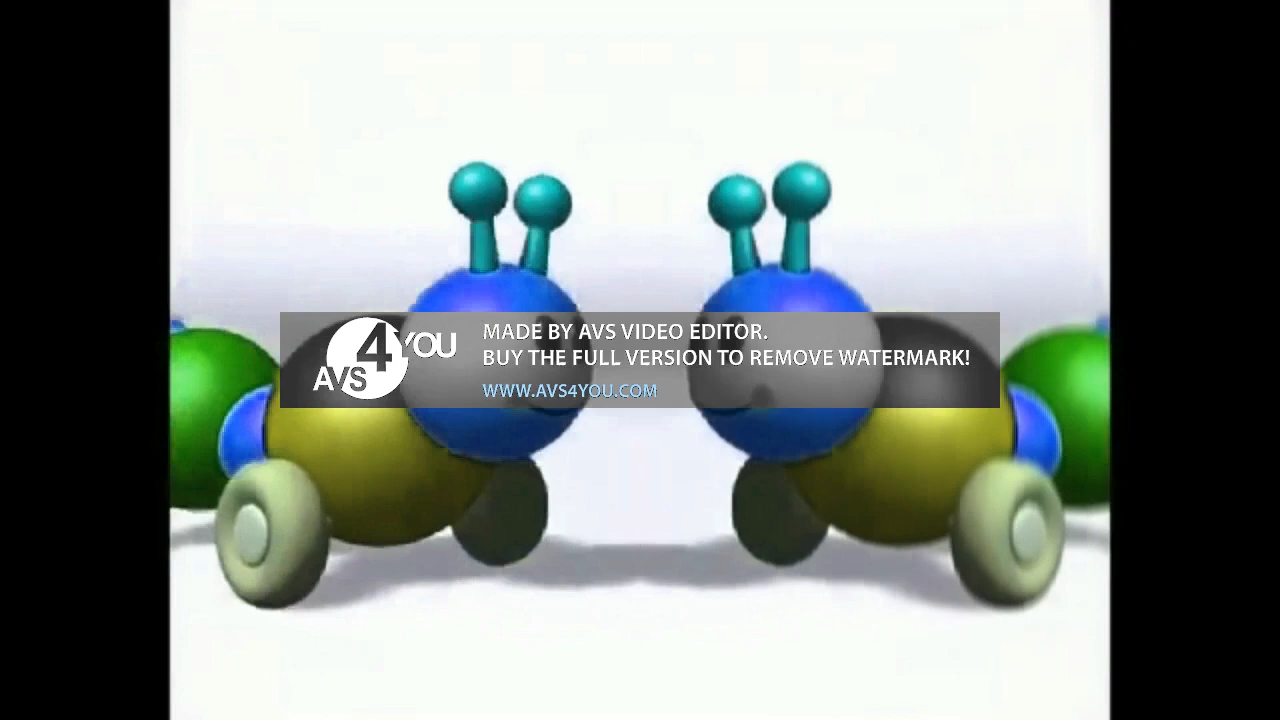 AVS4YOU
MADE BY AVS VIDEO EDITOR.
BUY THE FULL VERSION TO REMOVE WATERMARK!
WWW.AVS4YOU.COM